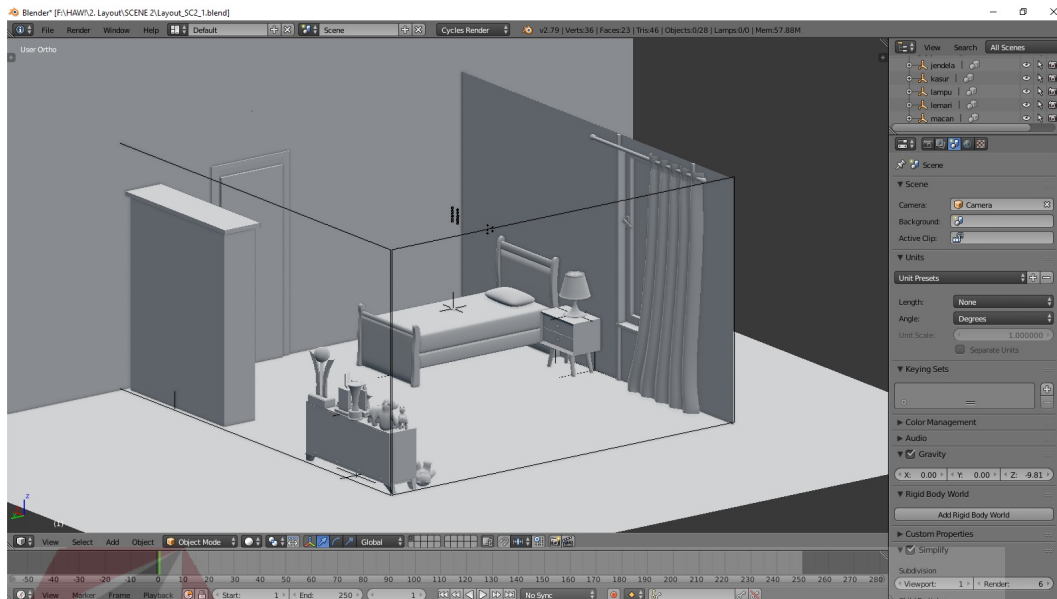 Blender* [F:\HAWI\2. Layout\SCENE 2\Layout_SC2_1.blend]
File Render Window Help Default Scene Cycles Render v2.79 | Verts:36 | Faces:23 | Tris:46 | Objects:0/28 | Lamps:0/0 | Mem:57.88M
View Search All Scenes
User Ortho
jendela
kasur
lampu
lemari
macan
Scene
Scene
Camera: Camera
Background:
Active Clip:
Units
Unit Presets
Length: None
Angle: Degrees
Unit Scale: 1.000000
Separate Units
Keying Sets
Color Management
Audio
Gravity
X: 0.00 Y: 0.00 Z: -9.81
Rigid Body World
Add Rigid Body World
Custom Properties
Simplify
Subdivision
Viewport: 1 Render: 6
z
(1)
View Select Add Object Object Mode Global
-50 -40 -30 -20 -10 0 10 20 30 40 50 60 70 80 90 100 110 120 130 140 150 160 170 180 190 200 210 220 230 240 250 260 270 280
View Marker Frame Playback Start: 1 End: 250 1 No Sync